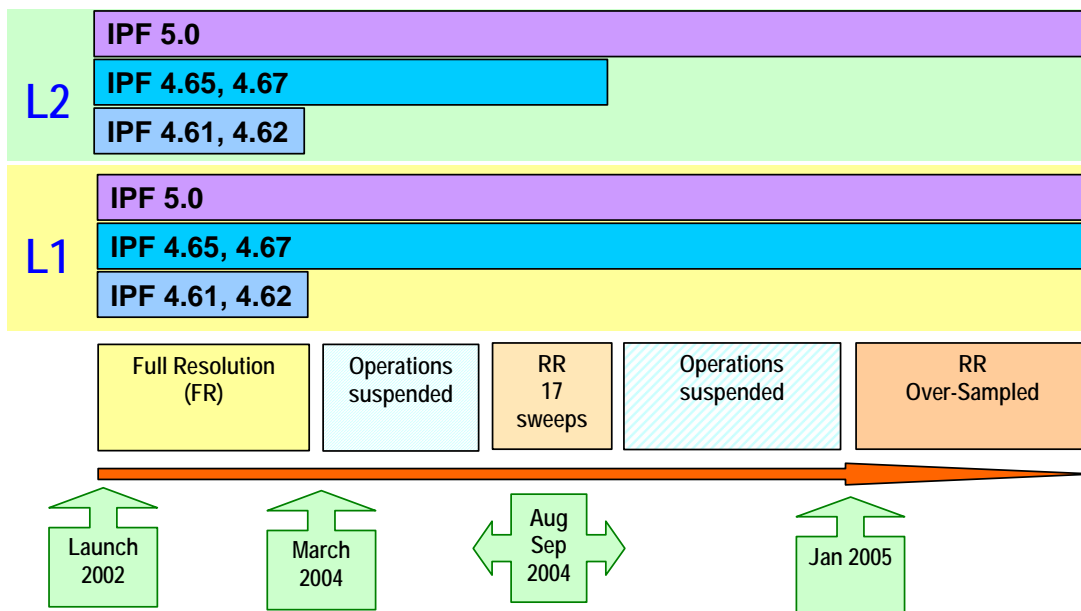 L2
IPF 5.0
IPF 4.65, 4.67
IPF 4.61, 4.62
L1
IPF 5.0
IPF 4.65, 4.67
IPF 4.61, 4.62
Full Resolution
(FR)
Operations
suspended
RR
17
sweeps
Operations
suspended
RR
Over-Sampled
Launch
2002
March
2004
Aug
Sep
2004
Jan 2005